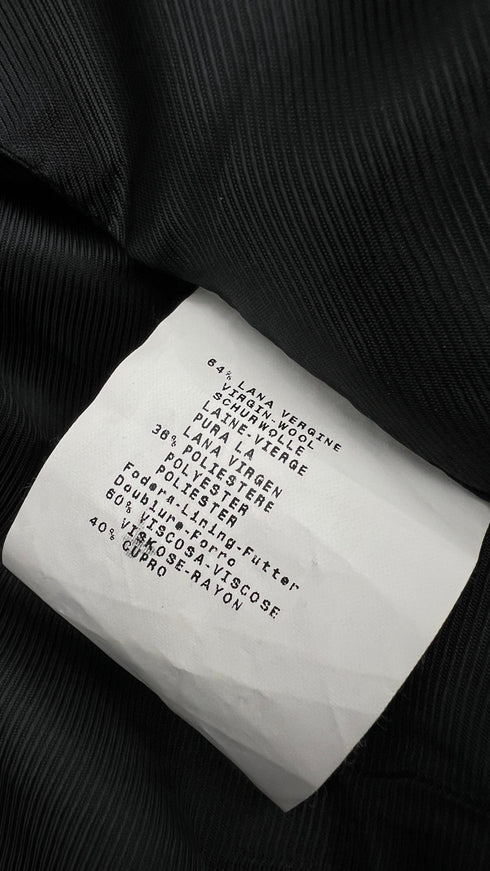 64% LANA VERGINE
VIRGIN-WOOL
SCHURWOLLE
LAINE-VIERGE
PURA LA
LANA VIRGEN
36% POLIESTERE
POLYESTER
POLIESTER
Fodera-Lining-Futter
Doublure-Forro
60% VISCOSA-VISCOSE
VISKOSE-RAYON
40% CUPRO